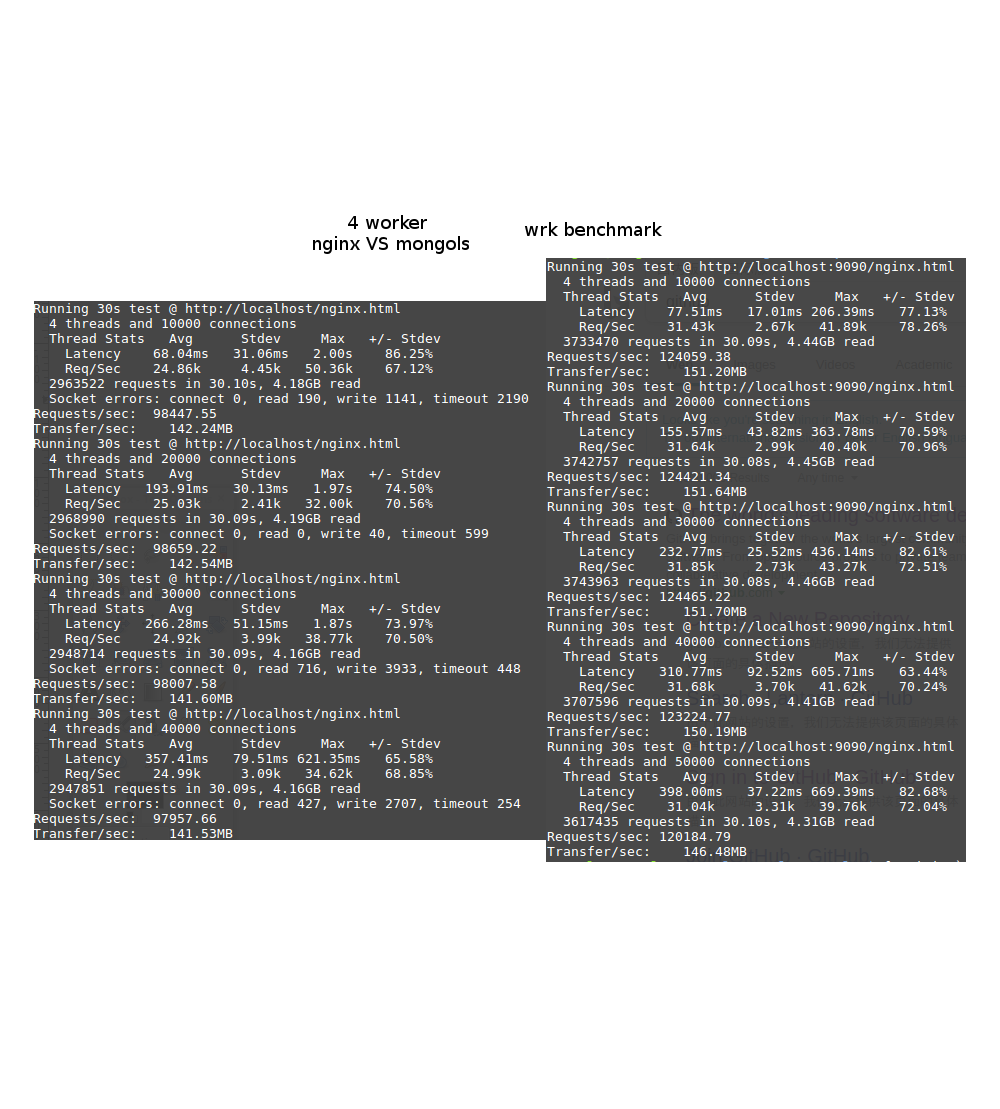 4 worker
nginx VS mongols
wrk benchmark
Running 30s test @ http://localhost/nginx.html
4 threads and 10000 connections
Thread Stats Avg Stdev Max +/- Stdev
Latency 68.04ms 31.06ms 2.00s 86.25%
Req/Sec 24.86k 4.45k 50.36k 67.12%
2963522 requests in 30.10s, 4.18GB read
Socket errors: connect 0, read 190, write 1141, timeout 2190
Requests/sec: 98447.55
Transfer/sec: 142.24MB
Running 30s test @ http://localhost/nginx.html
4 threads and 20000 connections
Thread Stats Avg Stdev Max +/- Stdev
Latency 193.91ms 30.13ms 1.97s 74.50%
Req/Sec 25.03k 2.41k 32.00k 70.56%
2968990 requests in 30.09s, 4.19GB read
Socket errors: connect 0, read 0, write 40, timeout 599
Requests/sec: 98659.22
Transfer/sec: 142.54MB
Running 30s test @ http://localhost/nginx.html
4 threads and 30000 connections
Thread Stats Avg Stdev Max +/- Stdev
Latency 266.28ms 51.15ms 1.87s 73.97%
Req/Sec 24.92k 3.99k 38.77k 70.50%
2948714 requests in 30.09s, 4.16GB read
Socket errors: connect 0, read 716, write 3933, timeout 448
Requests/sec: 98007.58
Transfer/sec: 141.60MB
Running 30s test @ http://localhost/nginx.html
4 threads and 40000 connections
Thread Stats Avg Stdev Max +/- Stdev
Latency 357.41ms 79.51ms 621.35ms 65.58%
Req/Sec 24.99k 3.09k 34.62k 68.85%
2947851 requests in 30.09s, 4.16GB read
Socket errors: connect 0, read 427, write 2707, timeout 254
Requests/sec: 97957.66
Transfer/sec: 141.53MB
Running 30s test @ http://localhost:9090/nginx.html
4 threads and 10000 connections
Thread Stats Avg Stdev Max +/- Stdev
Latency 77.51ms 17.01ms 206.39ms 77.13%
Req/Sec 31.43k 2.67k 41.89k 78.26%
3733470 requests in 30.09s, 4.44GB read
Requests/sec: 124059.38
Transfer/sec: 151.20MB
Running 30s test @ http://localhost:9090/nginx.html
4 threads and 20000 connections
Thread Stats Avg Stdev Max +/- Stdev
Latency 155.57ms 43.82ms 363.78ms 70.59%
Req/Sec 31.64k 2.99k 40.40k 70.96%
3742757 requests in 30.08s, 4.45GB read
Requests/sec: 124421.34
Transfer/sec: 151.64MB
Running 30s test @ http://localhost:9090/nginx.html
4 threads and 30000 connections
Thread Stats Avg Stdev Max +/- Stdev
Latency 232.77ms 25.52ms 436.14ms 82.61%
Req/Sec 31.85k 2.73k 43.27k 72.51%
3743963 requests in 30.08s, 4.46GB read
Requests/sec: 124465.22
Transfer/sec: 151.70MB
Running 30s test @ http://localhost:9090/nginx.html
4 threads and 40000 connections
Thread Stats Avg Stdev Max +/- Stdev
Latency 310.77ms 92.52ms 605.71ms 63.44%
Req/Sec 31.68k 3.70k 41.62k 70.24%
3707596 requests in 30.09s, 4.41GB read
Requests/sec: 123224.77
Transfer/sec: 150.19MB
Running 30s test @ http://localhost:9090/nginx.html
4 threads and 50000 connections
Thread Stats Avg Stdev Max +/- Stdev
Latency 398.00ms 37.22ms 669.39ms 82.68%
Req/Sec 31.04k 3.31k 39.76k 72.04%
3617435 requests in 30.10s, 4.31GB read
Requests/sec: 120184.79
Transfer/sec: 146.48MB